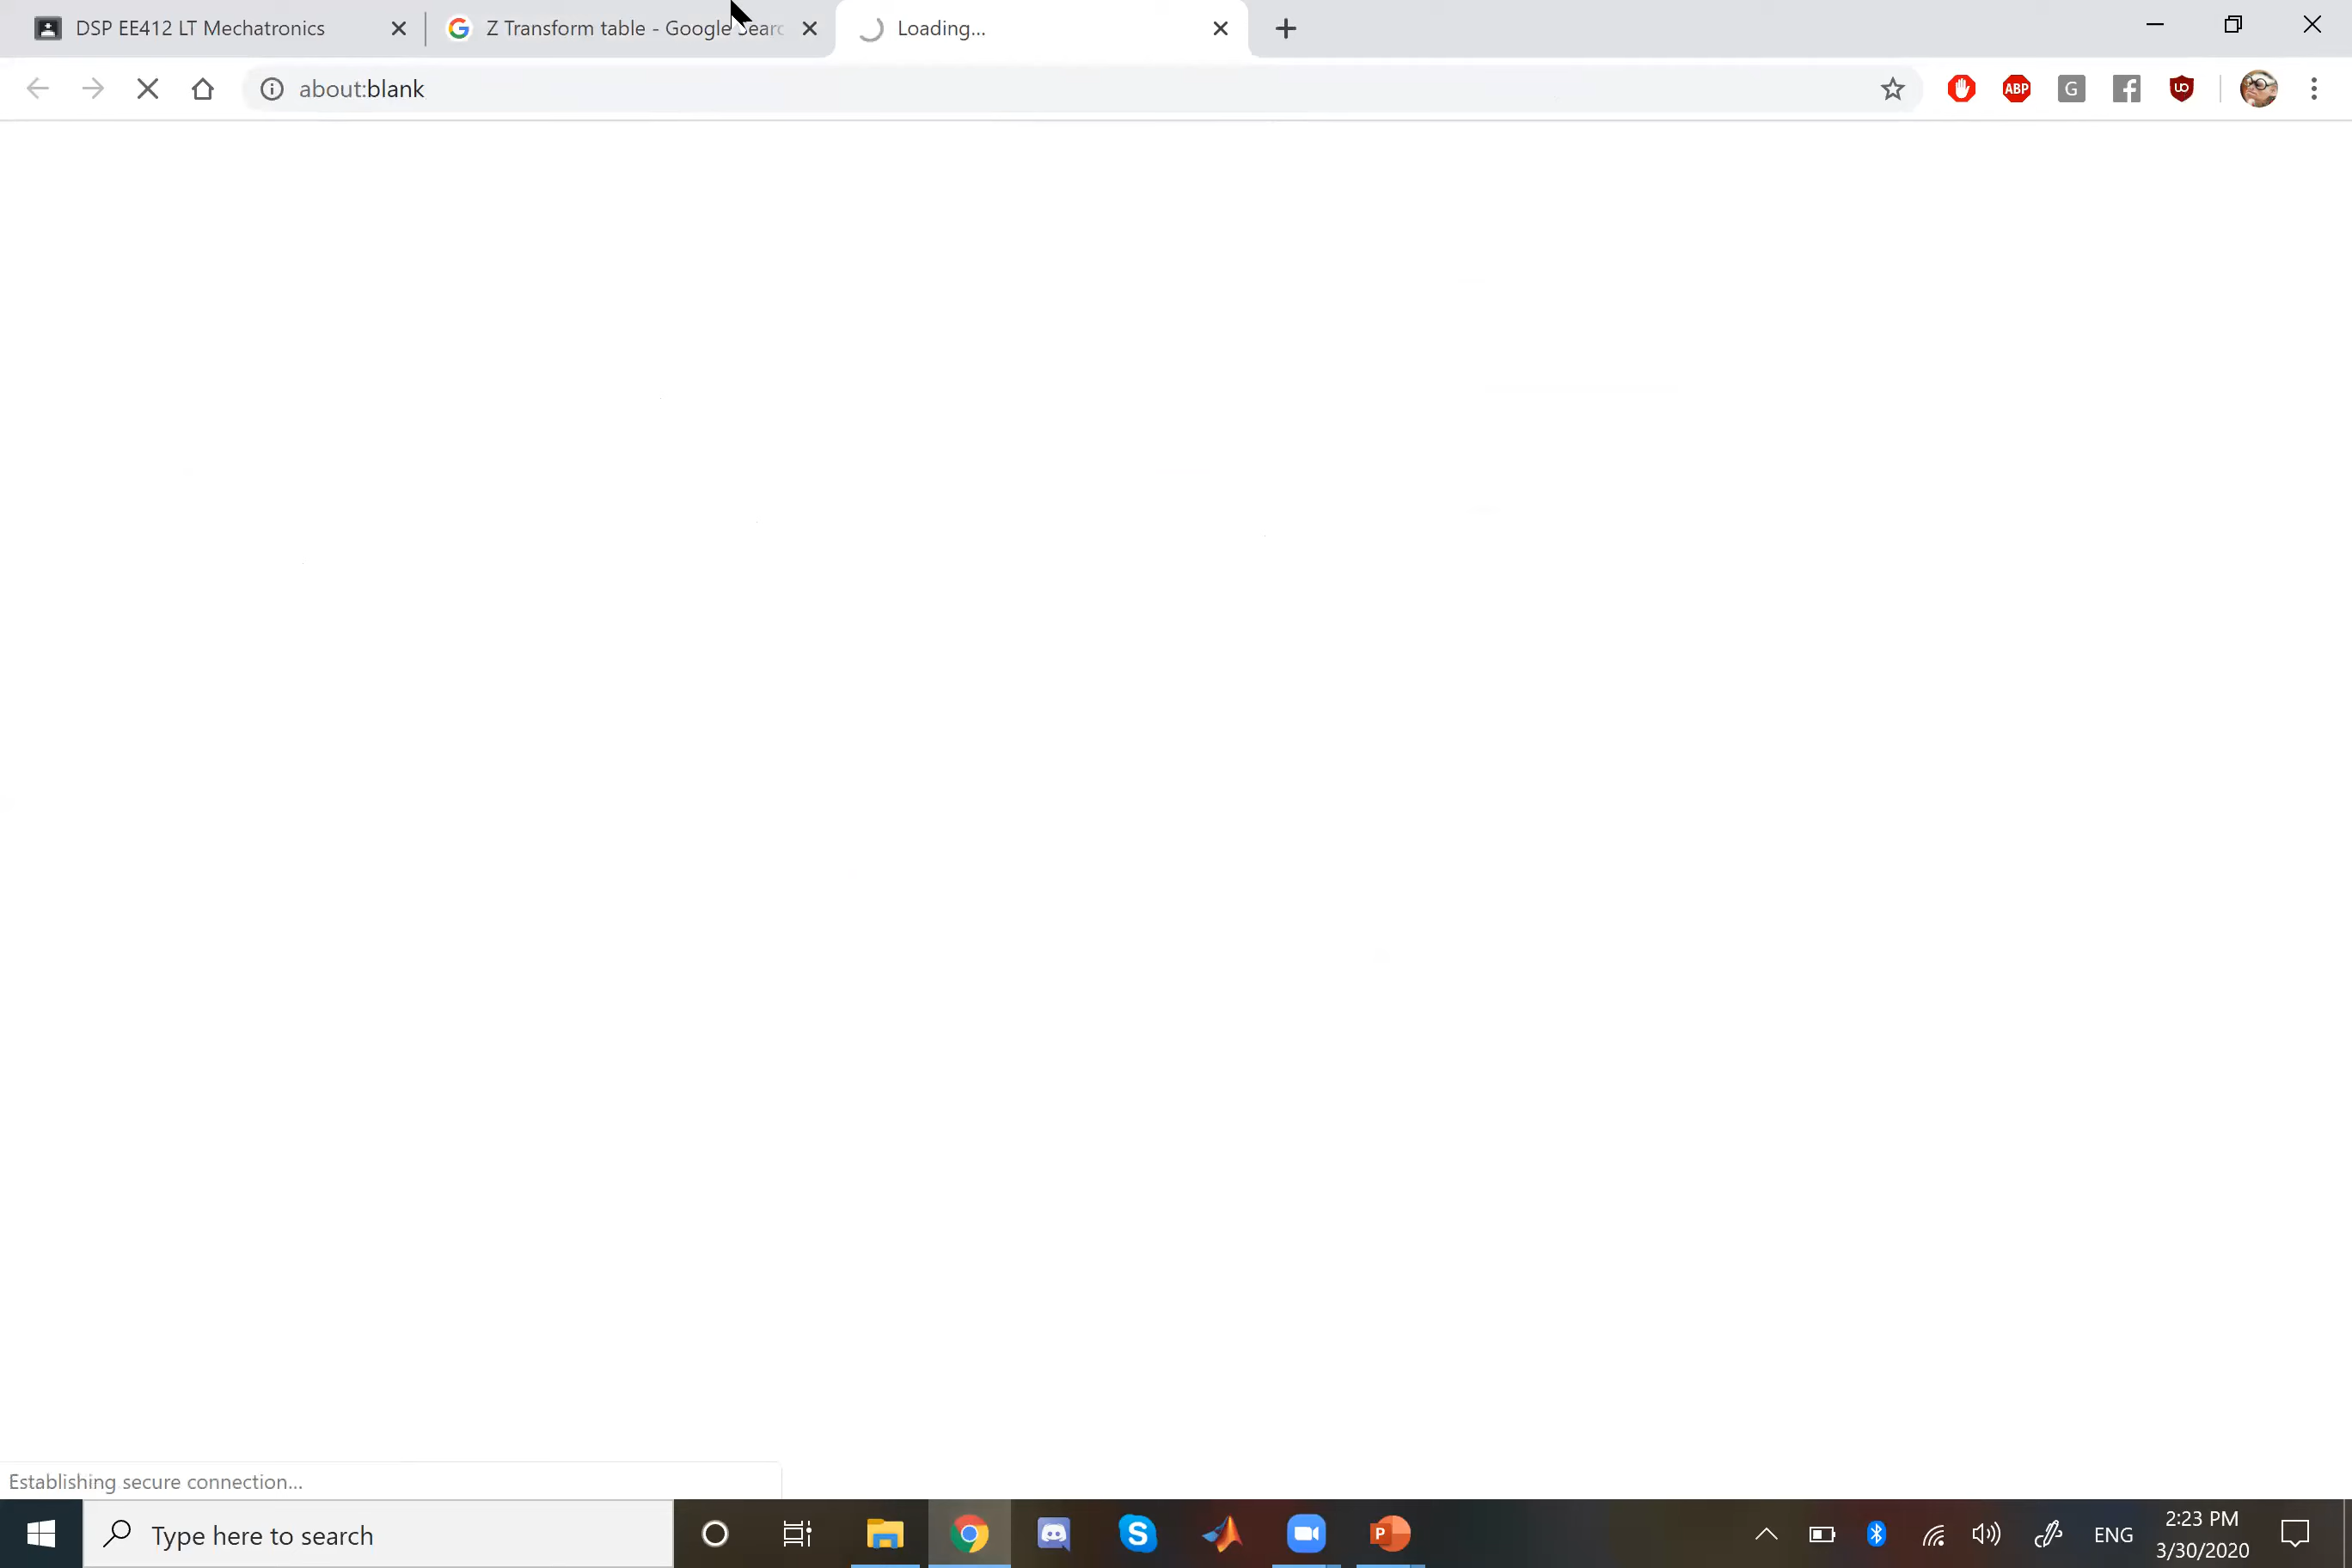 DSP EE412 LT Mechatronics
Z Transform table - Google Searc
Loading...
about:blank
ABP
G
UO
Establishing secure connection...
Type here to search
S
P
ENG
2:23 PM
3/30/2020